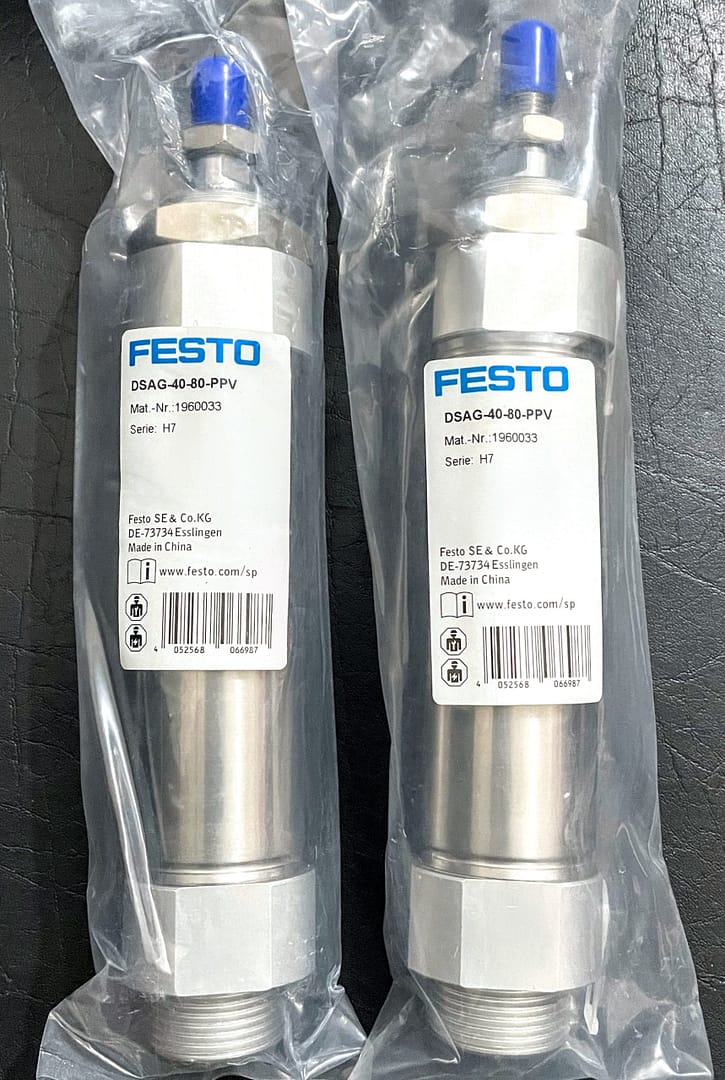 FESTO
DSAG-40-80-PPV
Mat.-Nr.:1960033
Serie: H7
Festo SE & Co.KG
DE-73734 Esslingen
Made in China
i www.festo.com/sp
4 052568 066987
FESTO
DSAG-40-80-PPV
Mat.-Nr.:1960033
Serie: H7
Festo SE & Co.KG
DE-73734 Esslingen
Made in China
i www.festo.com/sp
4 052568 066987